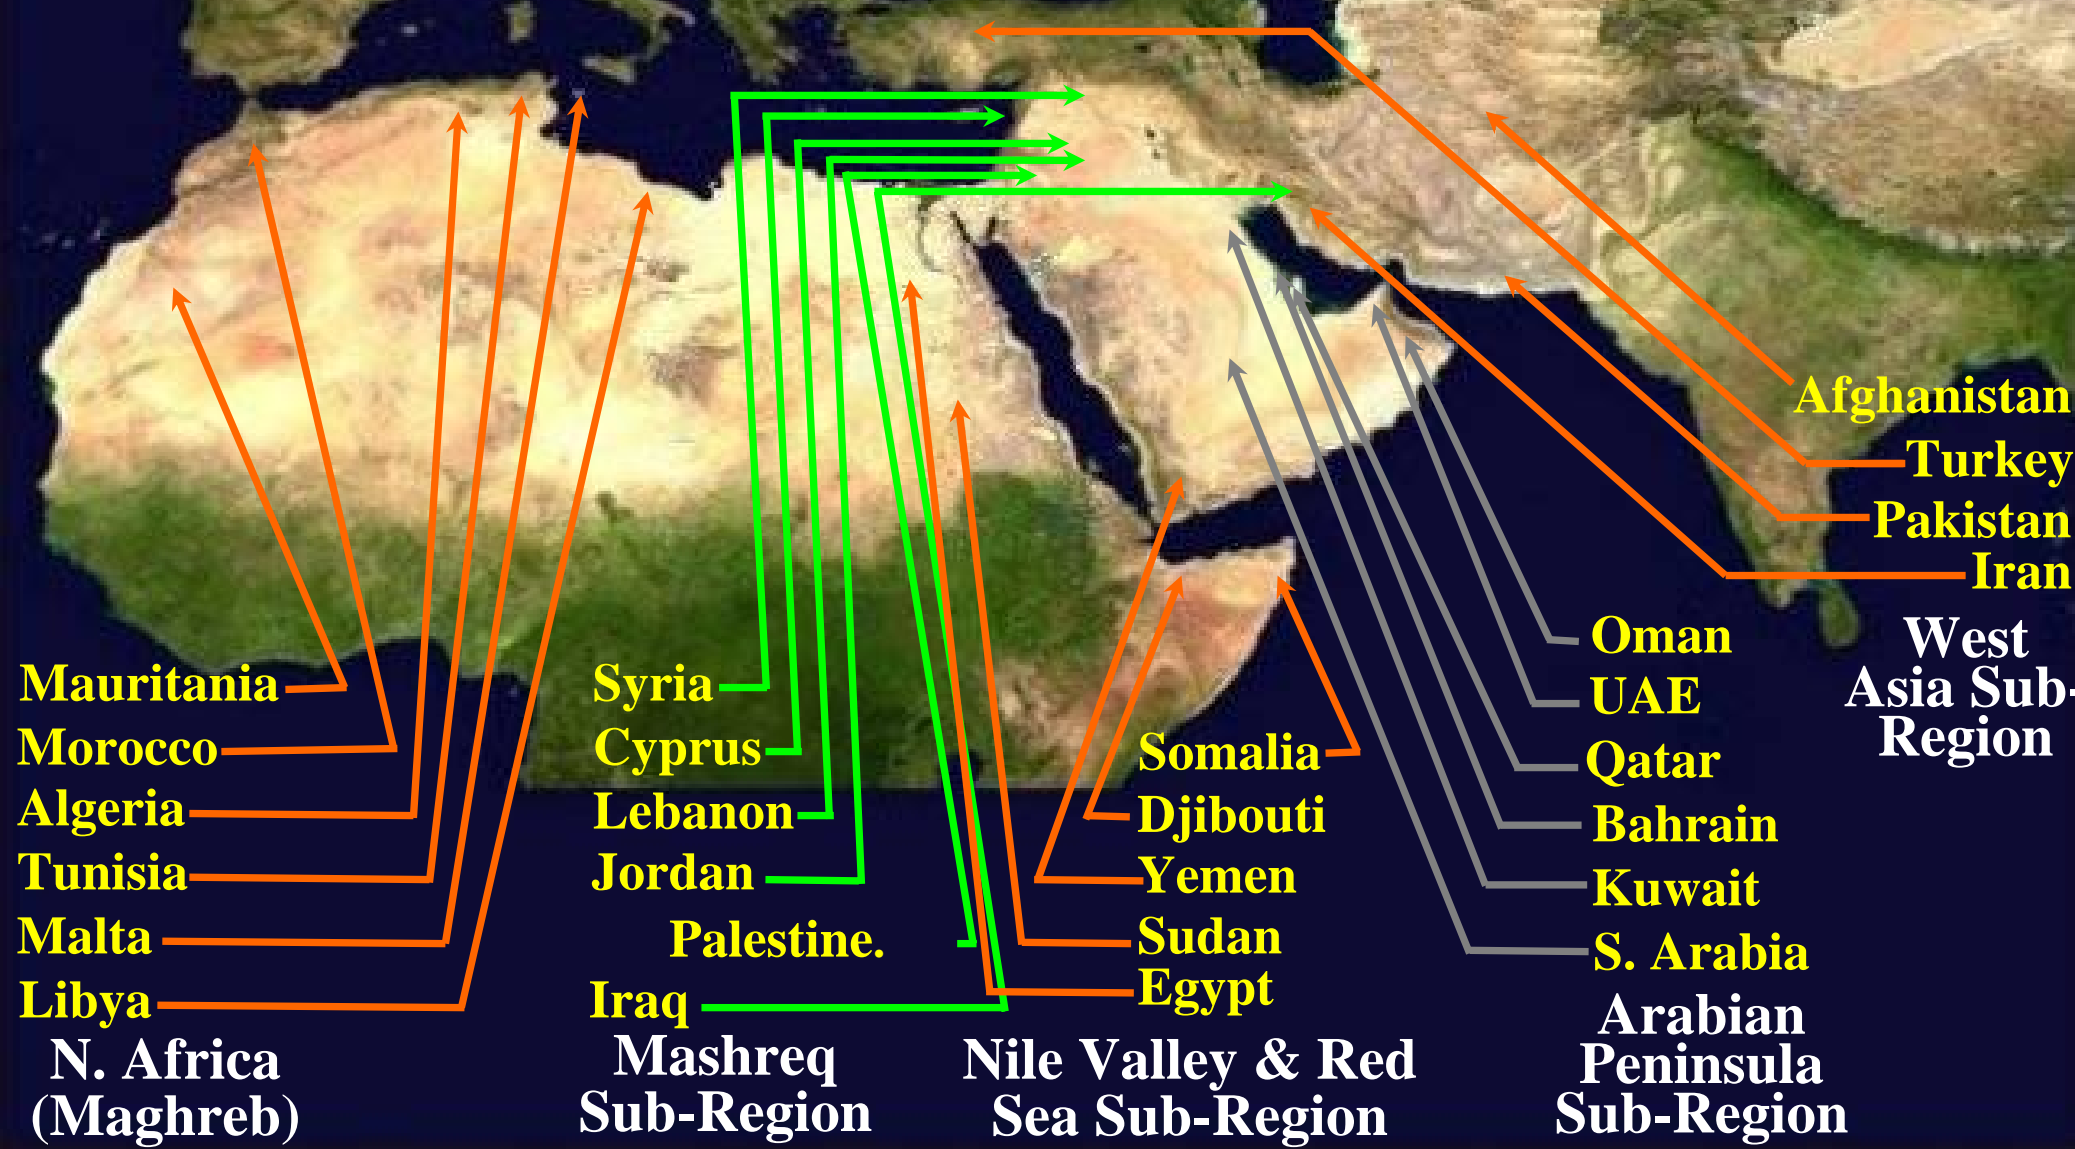 Mauritania
Morocco
Algeria
Tunisia
Malta
Libya
N. Africa
(Maghreb)
Syria
Cyprus
Lebanon
Jordan
Palestine.
Iraq
Mashreq
Sub-Region
Somalia
Djibouti
Yemen
Sudan
Egypt
Nile Valley & Red
Sea Sub-Region
Oman
UAE
Qatar
Bahrain
Kuwait
S. Arabia
Arabian
Peninsula
Sub-Region
Afghanistan
Turkey
Pakistan
Iran
West
Asia Sub-
Region